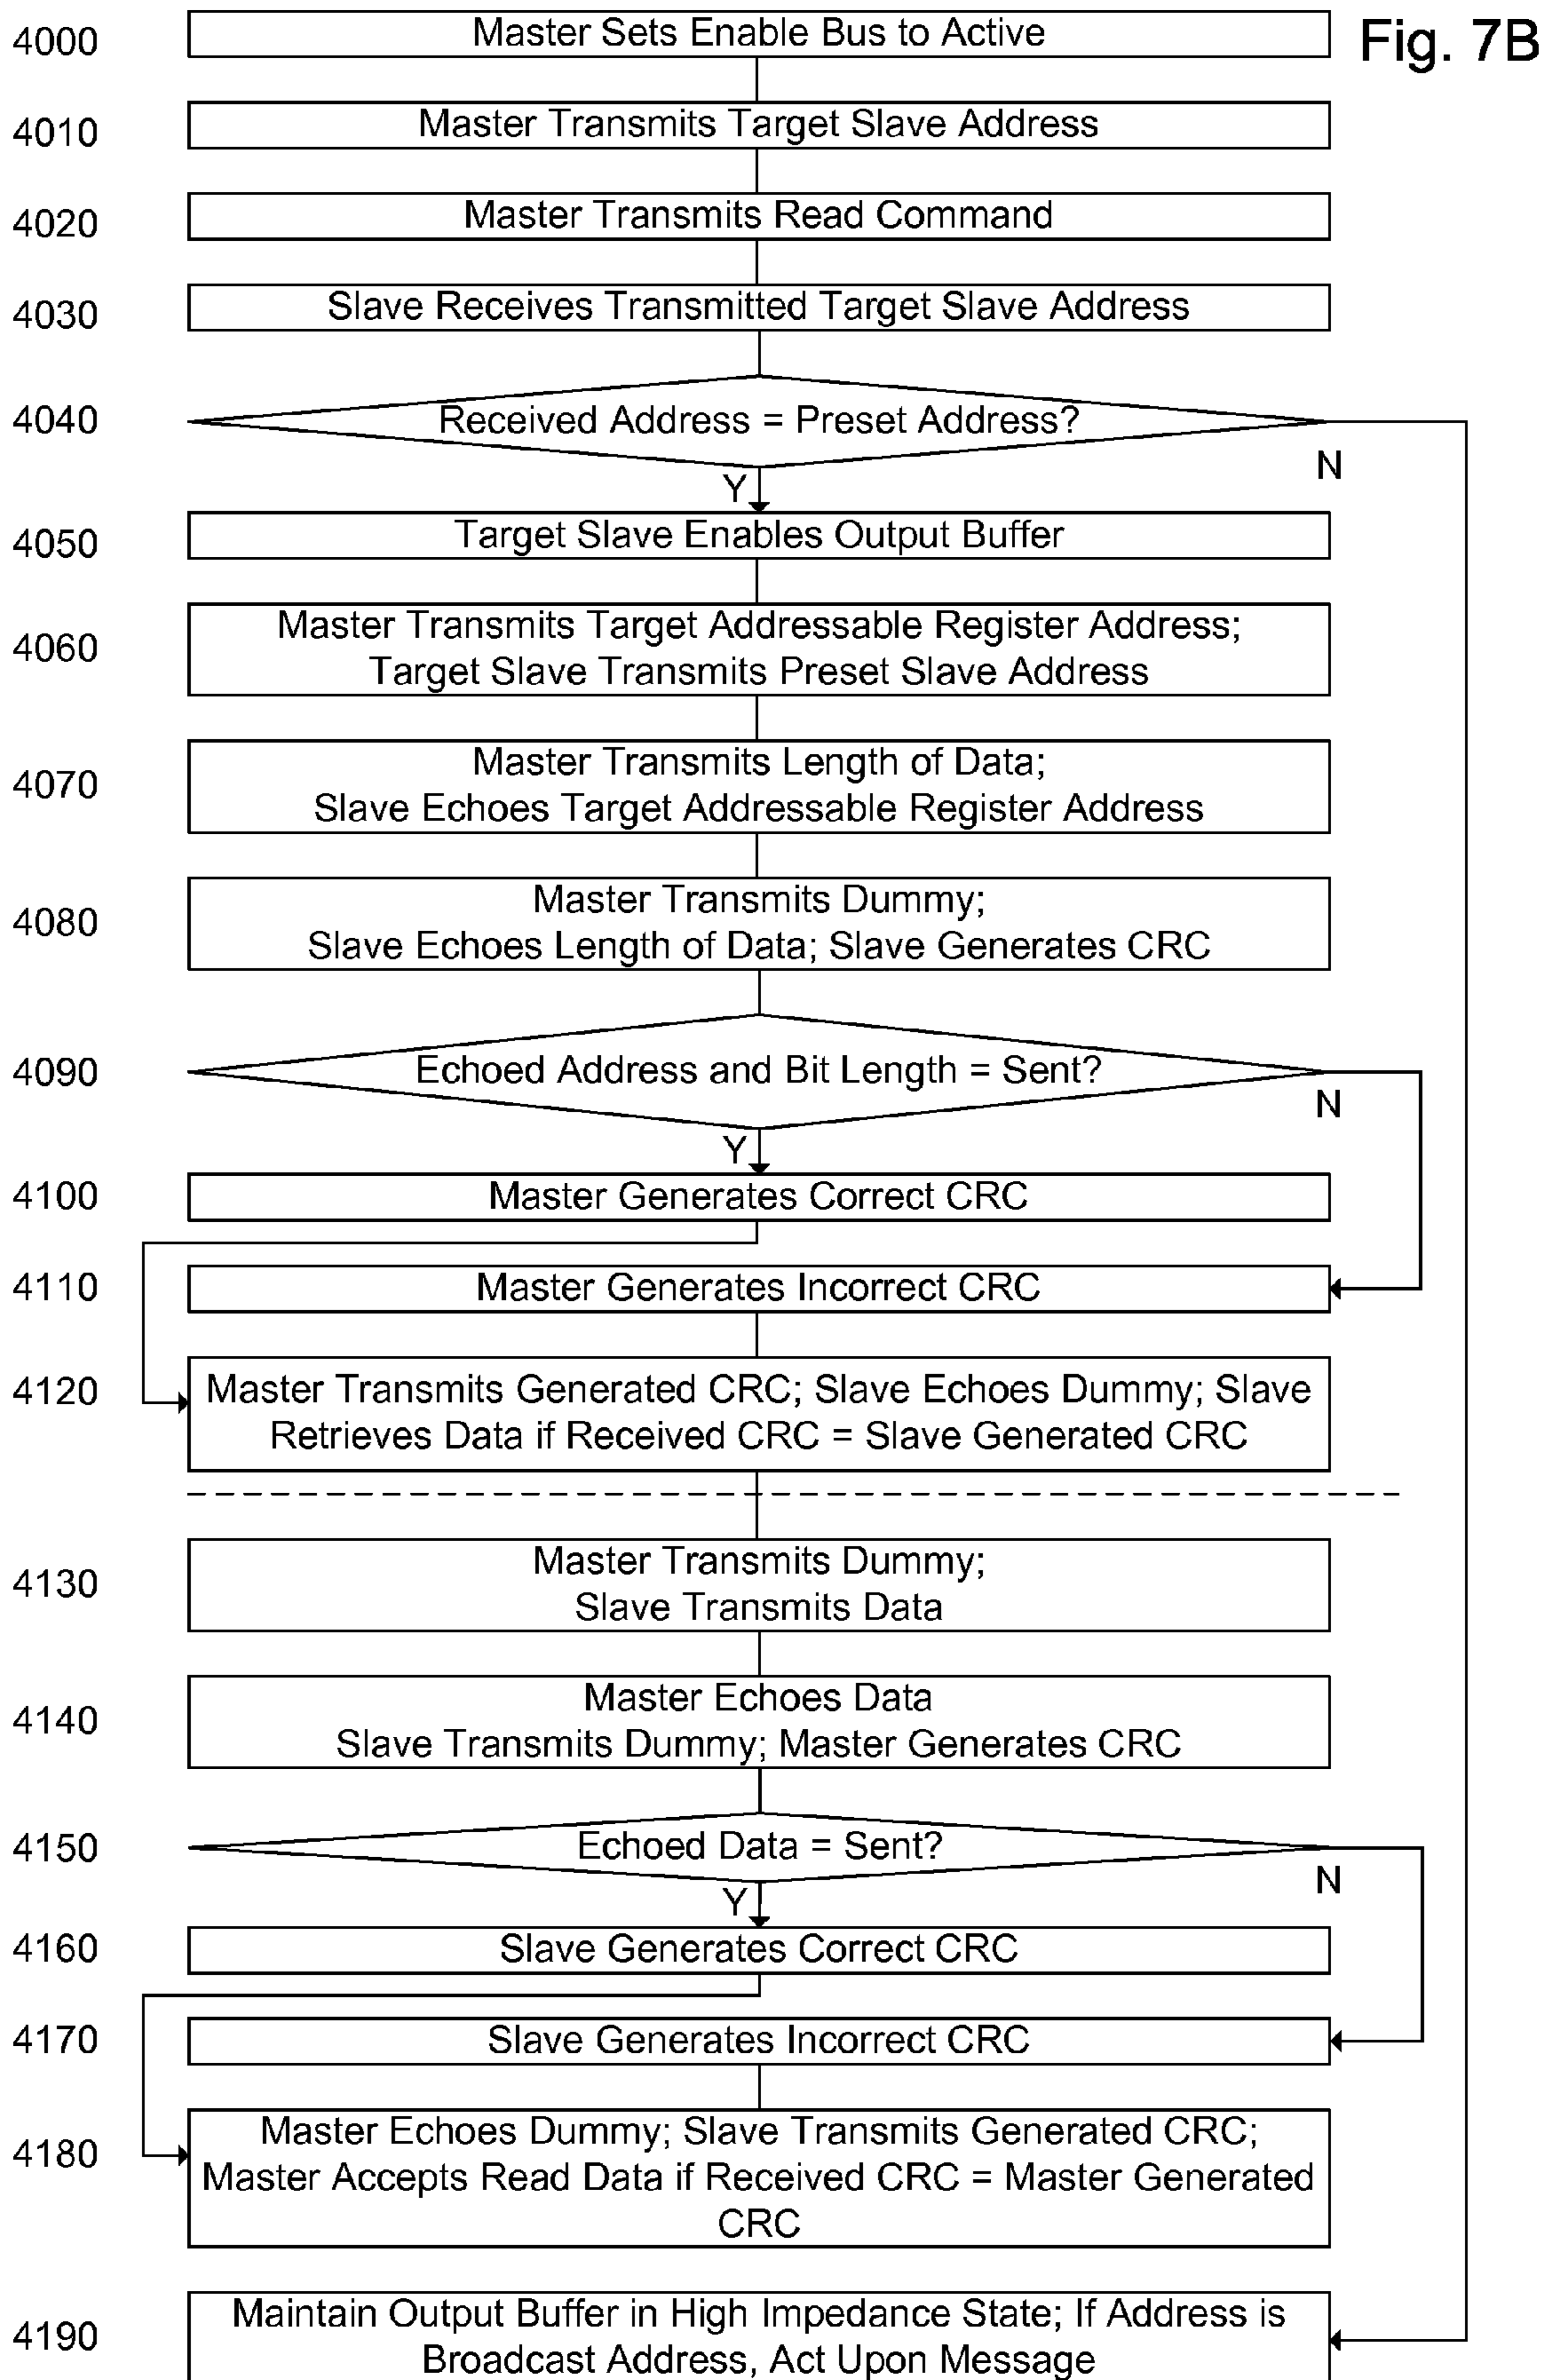 Fig. 7B
4000 Master Sets Enable Bus to Active
4010 Master Transmits Target Slave Address
4020 Master Transmits Read Command
4030 Slave Receives Transmitted Target Slave Address
4040 Received Address = Preset Address?
N
Y
4050 Target Slave Enables Output Buffer
4060 Master Transmits Target Addressable Register Address;
Target Slave Transmits Preset Slave Address
4070 Master Transmits Length of Data;
Slave Echoes Target Addressable Register Address
4080 Master Transmits Dummy;
Slave Echoes Length of Data; Slave Generates CRC
4090 Echoed Address and Bit Length = Sent?
N
Y
4100 Master Generates Correct CRC
4110 Master Generates Incorrect CRC
4120 Master Transmits Generated CRC; Slave Echoes Dummy; Slave
Retrieves Data if Received CRC = Slave Generated CRC
4130 Master Transmits Dummy;
Slave Transmits Data
4140 Master Echoes Data
Slave Transmits Dummy; Master Generates CRC
4150 Echoed Data = Sent?
N
Y
4160 Slave Generates Correct CRC
4170 Slave Generates Incorrect CRC
4180 Master Echoes Dummy; Slave Transmits Generated CRC;
Master Accepts Read Data if Received CRC = Master Generated
CRC
4190 Maintain Output Buffer in High Impedance State; If Address is
Broadcast Address, Act Upon Message